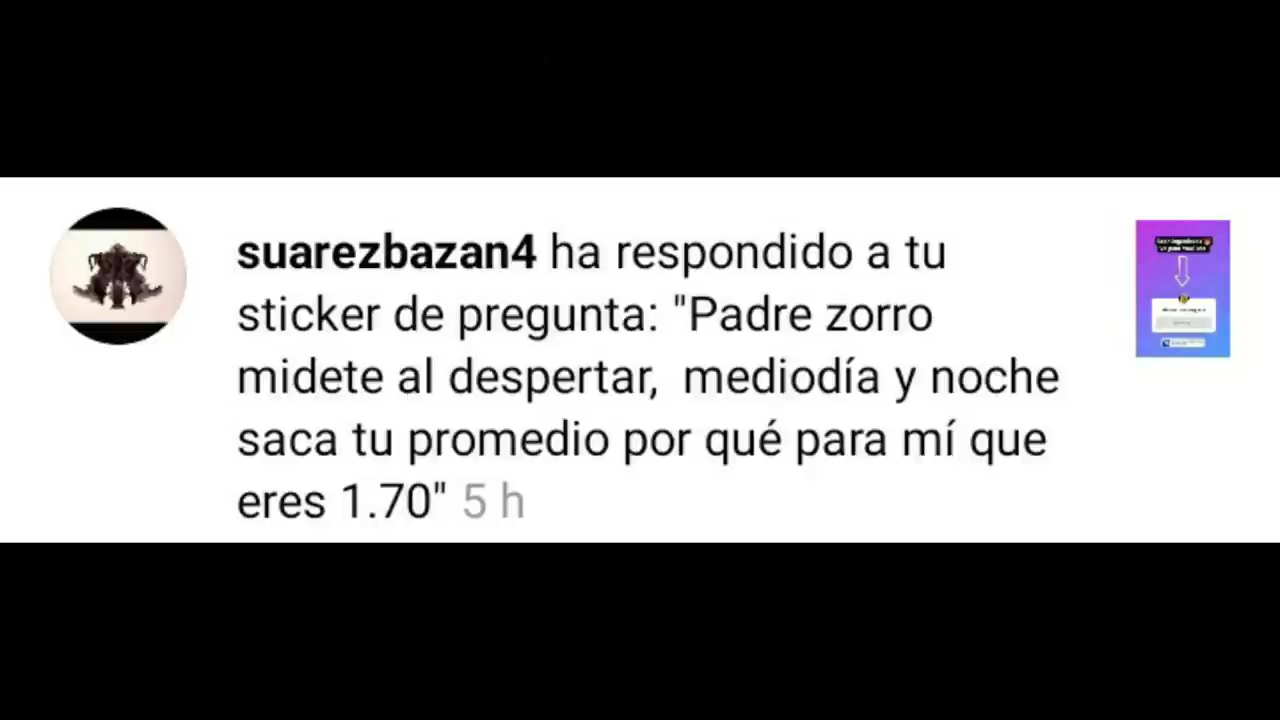 suarezbazan4 ha respondido a tu
sticker de pregunta: "Padre zorro
midete al despertar,  mediodía y noche
saca tu promedio por qué para mí que
eres 1.70" 5 h